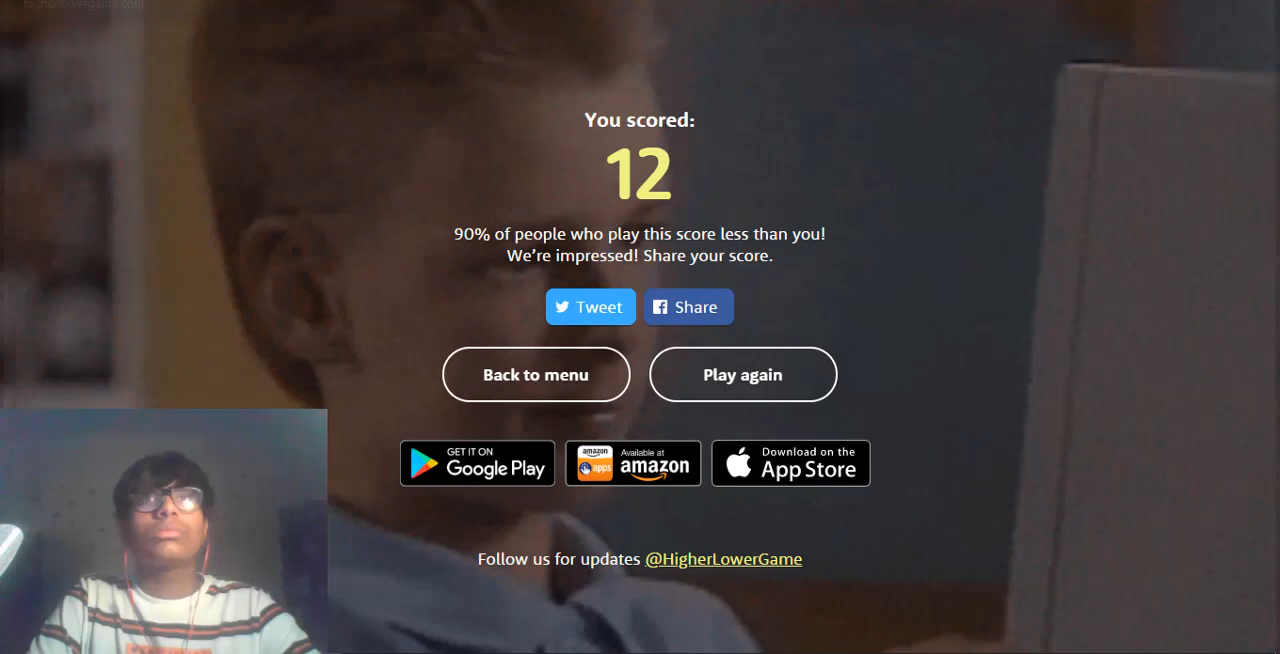 higherlowergame.com
You scored:
12
90% of people who play this score less than you!
We’re impressed! Share your score.
Tweet
Share
Back to menu
Play again
GET IT ON
Google Play
amazon
apps
Available at
amazon
Download on the
App Store
Follow us for updates @HigherLowerGame